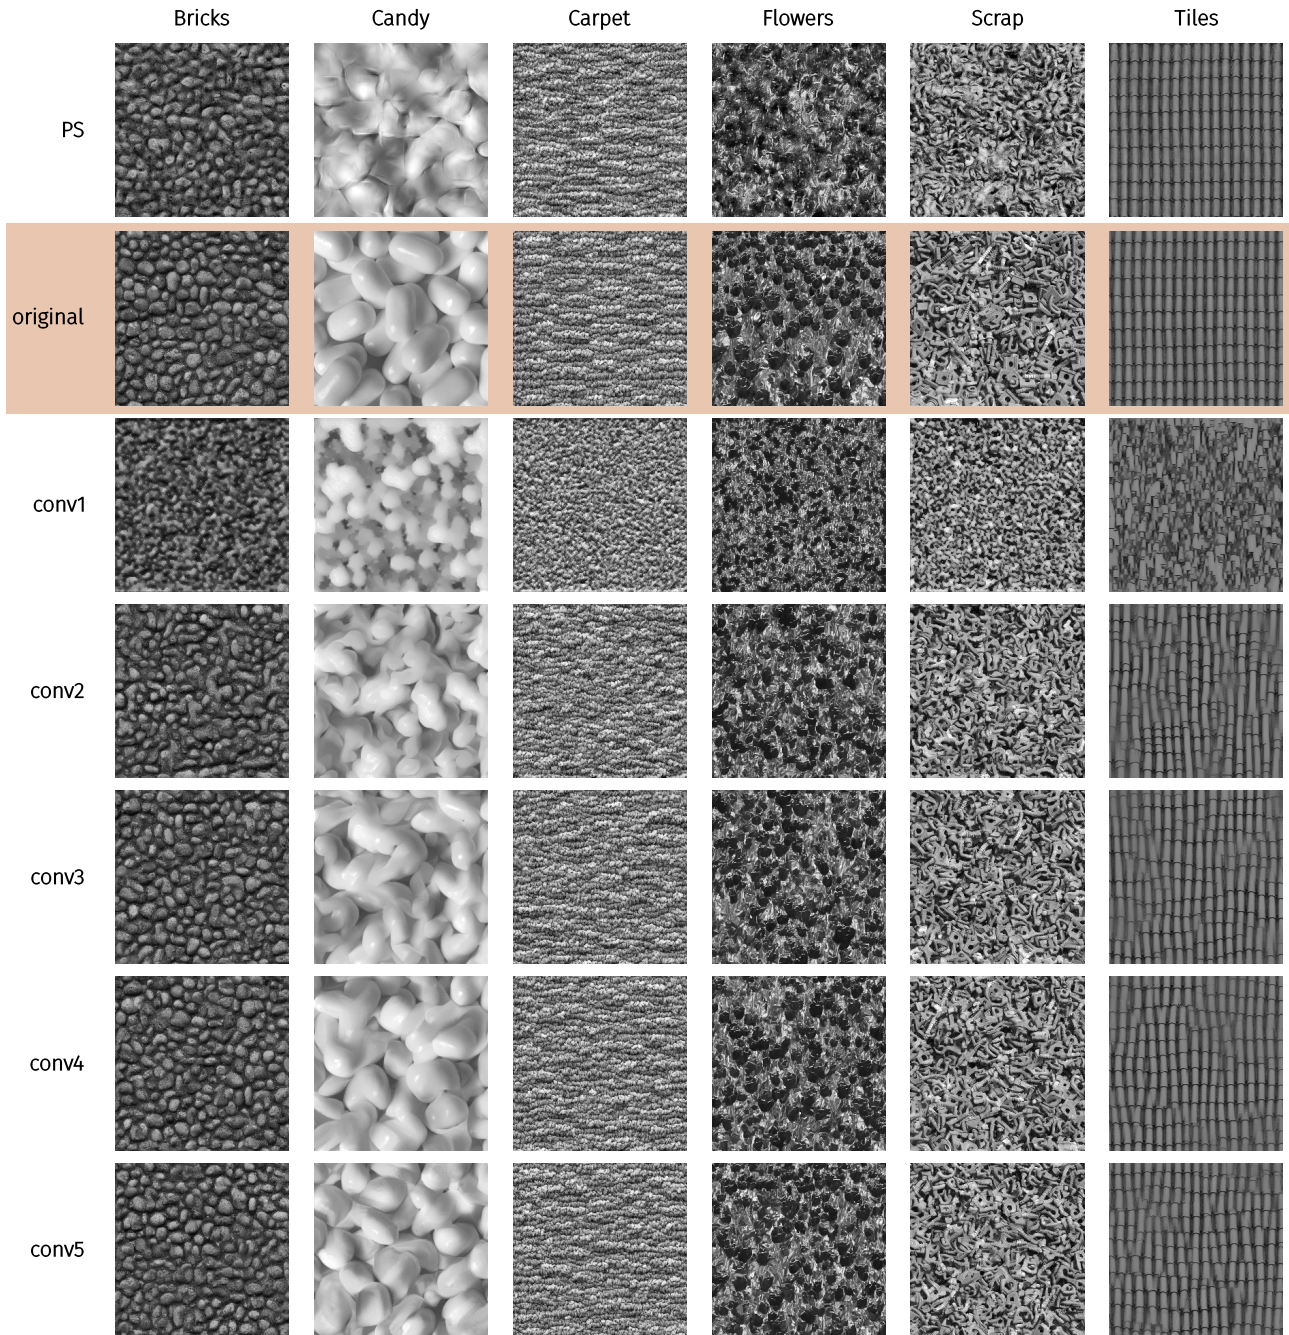 Bricks Candy Carpet Flowers Scrap Tiles
PS
original
conv1
conv2
conv3
conv4
conv5